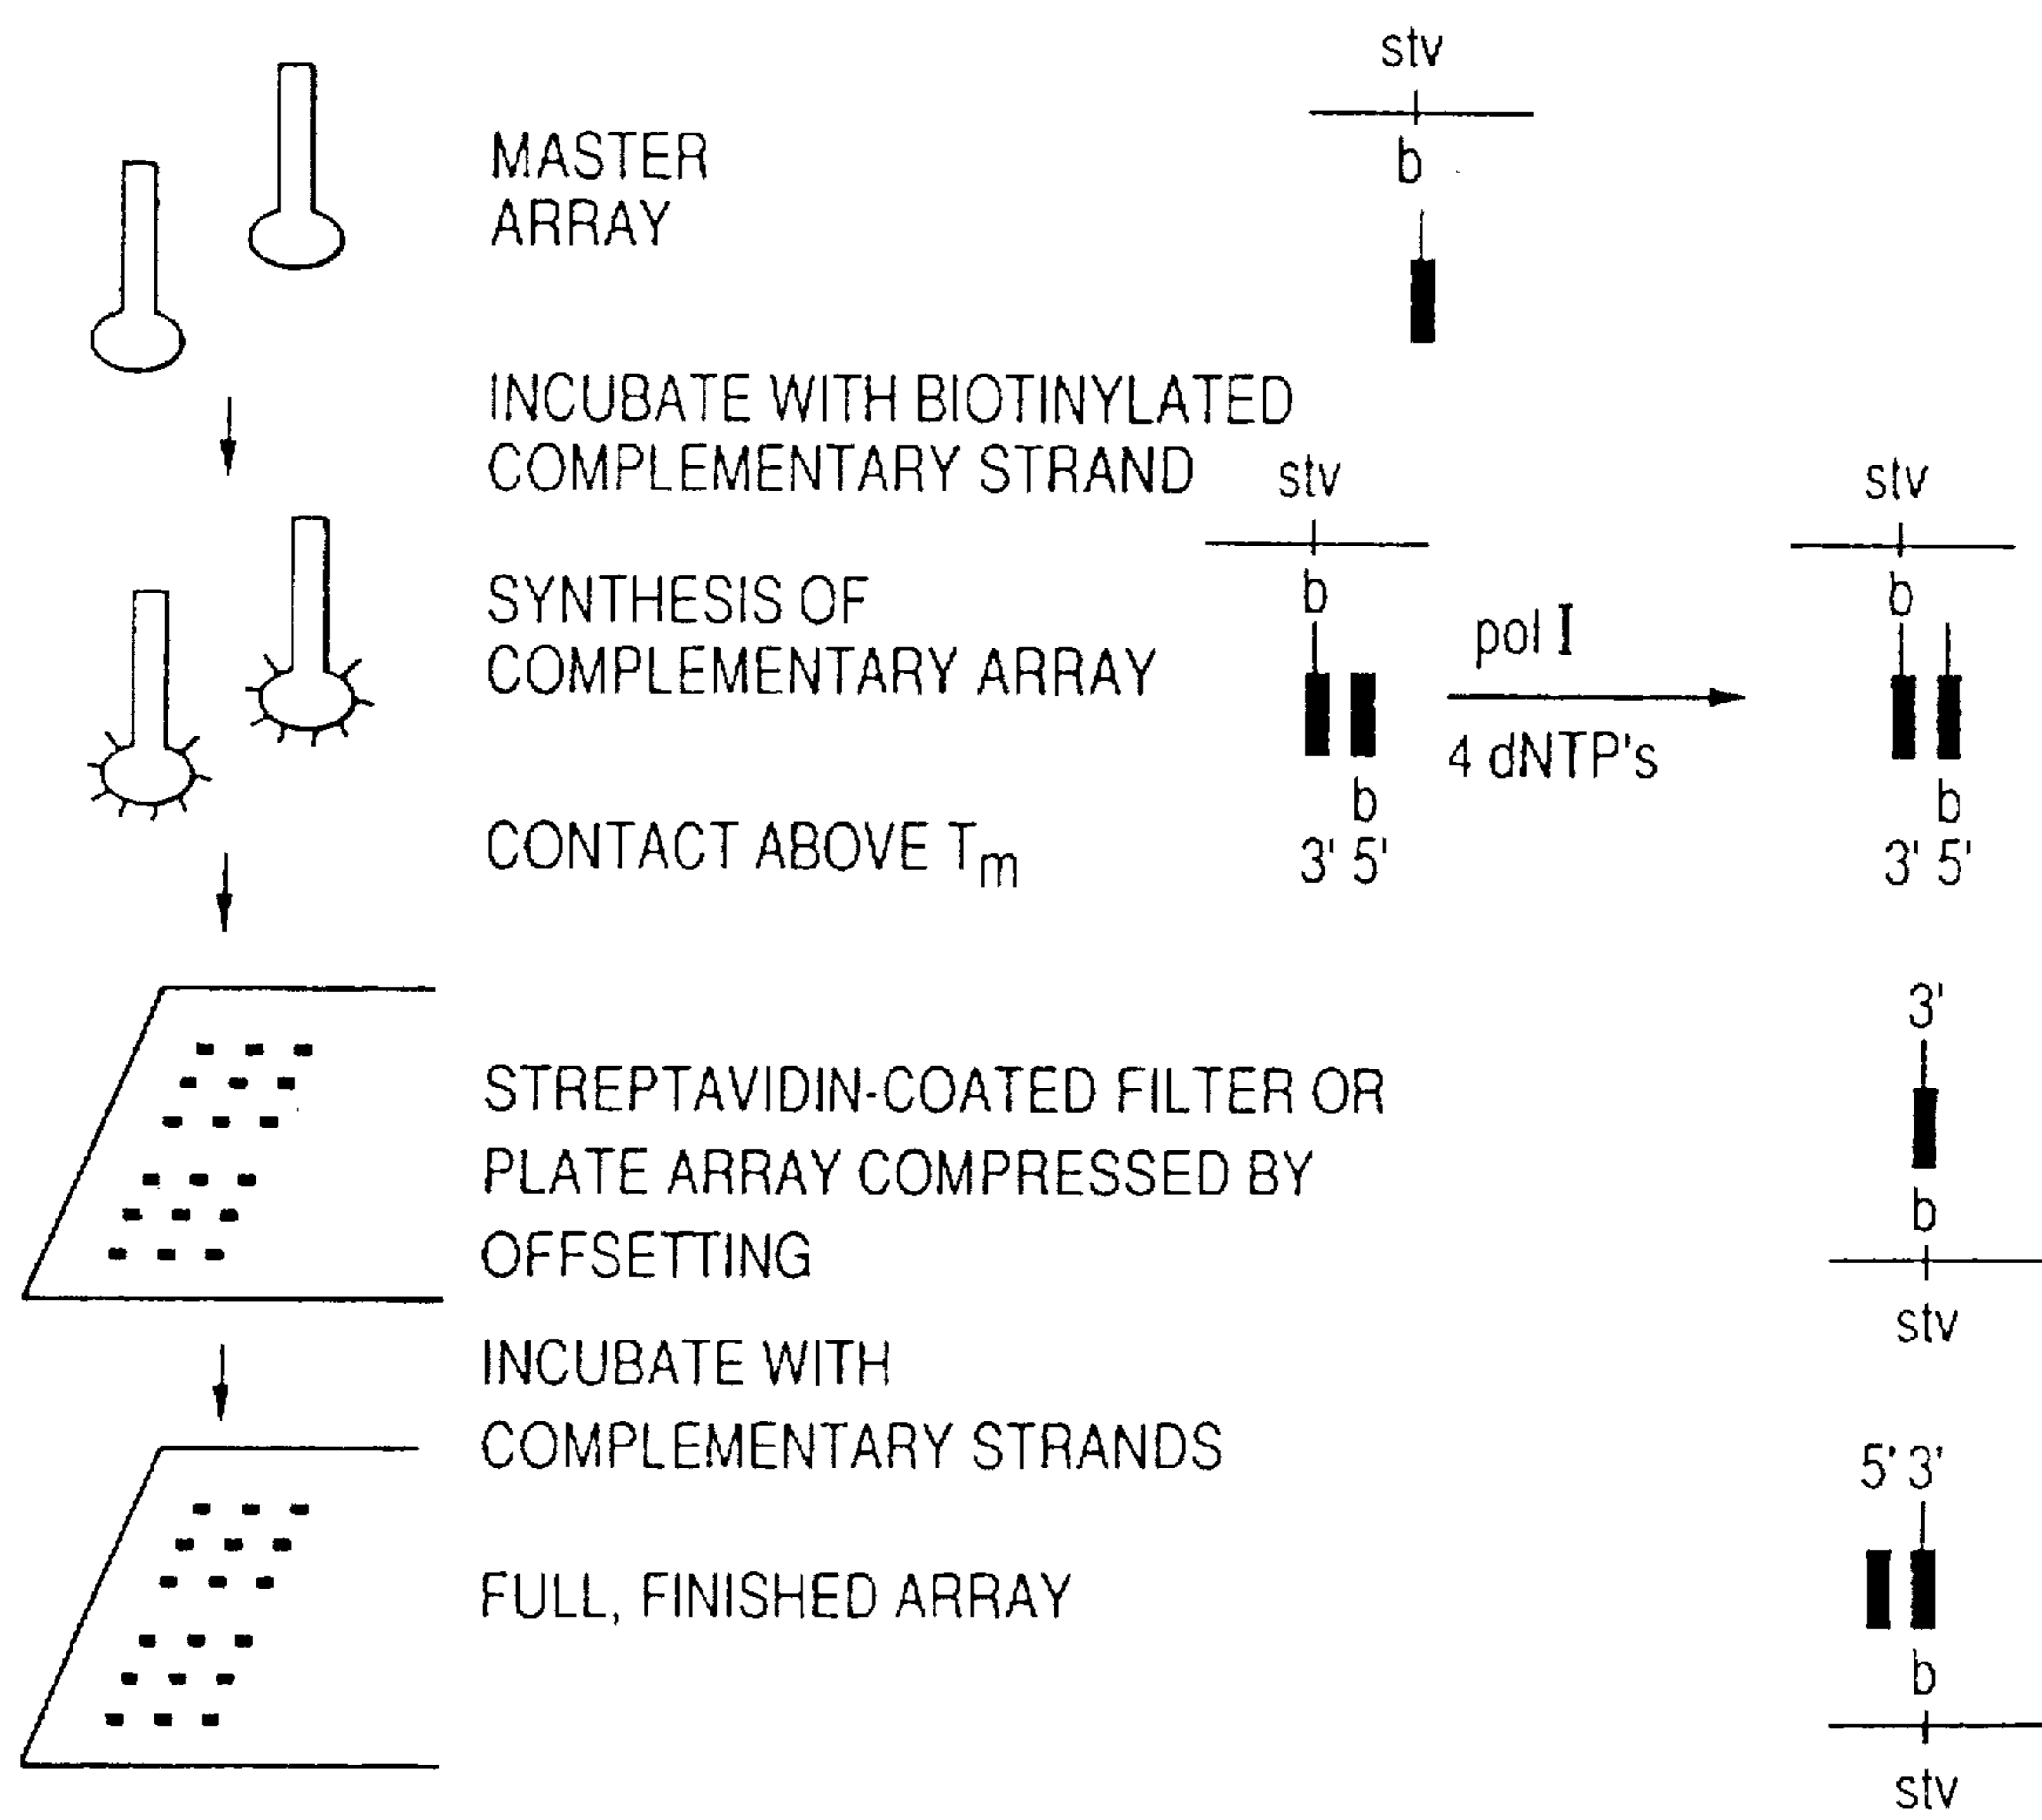 stv
MASTER
ARRAY
b
INCUBATE WITH BIOTINYLATED
COMPLEMENTARY STRAND
stv
stv
SYNTHESIS OF
COMPLEMENTARY ARRAY
b
b
pol I
4 dNTP's
b
b
CONTACT ABOVE Tm
3' 5'
3' 5'
3'
STREPTAVIDIN-COATED FILTER OR
PLATE ARRAY COMPRESSED BY
OFFSETTING
b
stv
INCUBATE WITH
COMPLEMENTARY STRANDS
5' 3'
FULL, FINISHED ARRAY
b
stv